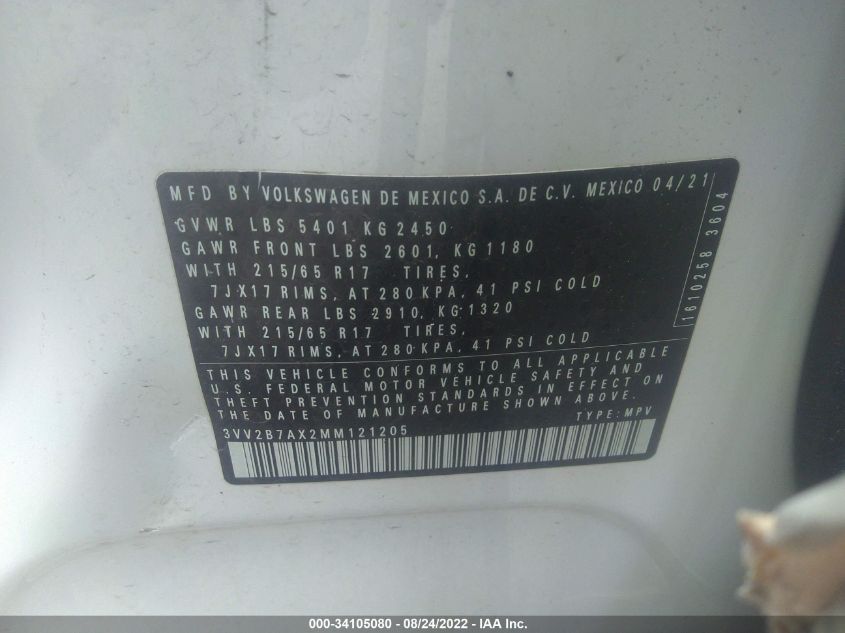 MFD BY VOLKSWAGEN DE MEXICO S.A. DE C.V. MEXICO 04/21
GVWR LBS 5401, KG 2450.
GAWR FRONT LBS 2601, KG 1180
WITH 215/65 R17 TIRES,
7JX17 RIMS, AT 280 KPA, 41 PSI COLD
GAWR REAR LBS 2910, KG 1320
WITH 215/65 R17 TIRES,
7JX17 RIMS, AT 280 KPA, 41 PSI COLD
1610258 3604
THIS VEHICLE CONFORMS TO ALL APPLICABLE
U.S. FEDERAL MOTOR VEHICLE SAFETY AND
THEFT PREVENTION STANDARDS IN EFFECT ON
THE DATE OF MANUFACTURE SHOWN ABOVE.
3VV2B7AX2MM121205 TYPE: MPV
000-34105080 - 08/24/2022 - IAA Inc.